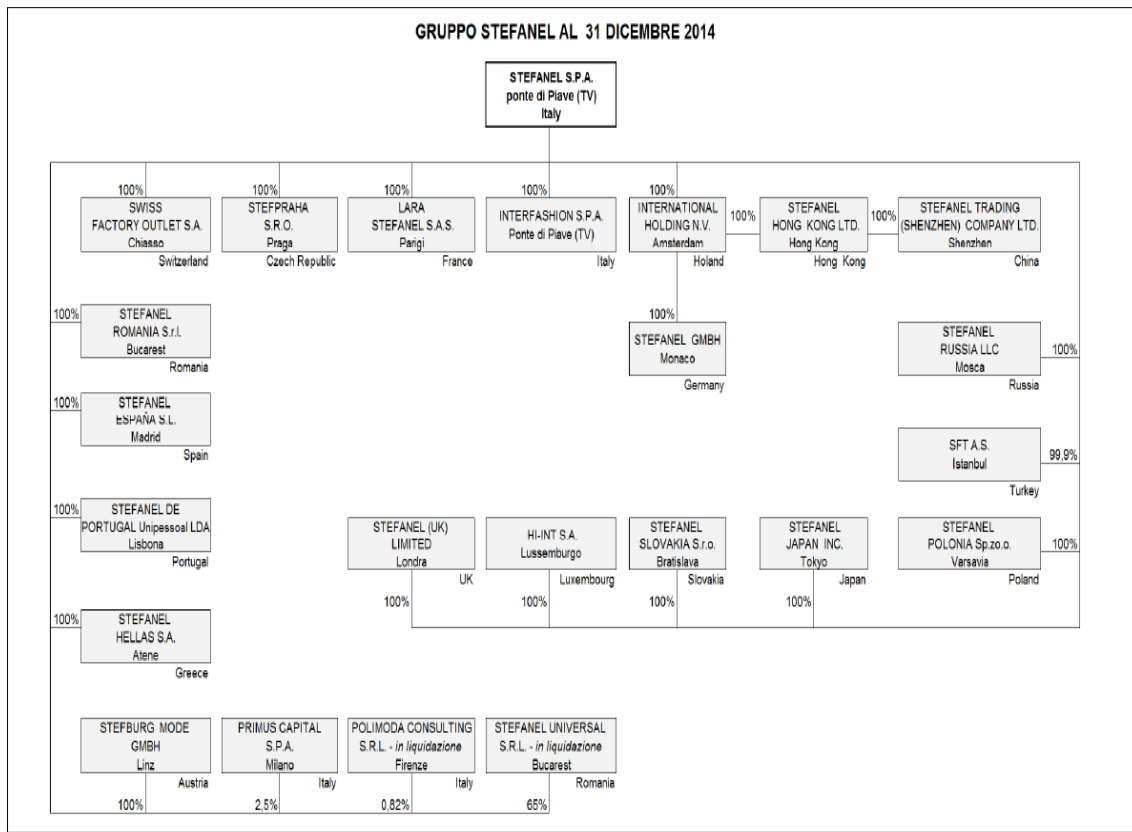 GRUPPO STEFANEL AL 31 DICEMBRE 2014
STEFANEL S.P.A.
ponte di Piave (TV)
Italy
100%
SWISS
FACTORY OUTLET S.A.
Chiasso
Switzerland
100%
STEFPRAHA
S.R.O.
Praga
Czech Republic
100%
LARA
STEFANEL S.A.S.
Parigi
France
100%
INTERFASHION S.P.A.
Ponte di Piave (TV)
Italy
100%
INTERNATIONAL
HOLDING N.V.
Amsterdam
Holand
100%
STEFANEL
HONG KONG LTD.
Hong Kong
Hong Kong
100%
STEFANEL TRADING
(SHENZHEN) COMPANY LTD.
Shenzhen
China
100%
STEFANEL
ROMANIA S.r.l.
Bucarest
Romania
100%
STEFANEL GMBH
Monaco
Germany
STEFANEL
RUSSIA LLC
Mosca
100%
Russia
100%
STEFANEL
ESPAÑA S.L.
Madrid
Spain
SFT A.S.
Istanbul
99,9%
Turkey
100%
STEFANEL DE
PORTUGAL Unipessoal LDA
Lisbona
Portugal
STEFANEL (UK)
LIMITED
Londra
UK
100%
HI-INT S.A.
Lussemburgo
Luxembourg
100%
STEFANEL
SLOVAKIA S.r.o.
Bratislava
Slovakia
100%
STEFANEL
JAPAN INC.
Tokyo
Japan
100%
STEFANEL
POLONIA Sp.zo.o.
Varsavia
100%
Poland
100%
STEFANEL
HELLAS S.A.
Atene
Greece
STEFBURG MODE
GMBH
Linz
Austria
100%
PRIMUS CAPITAL
S.P.A.
Milano
Italy
2,5%
POLIMODA CONSULTING
S.R.L. - in liquidazione
Firenze
Italy
0,82%
STEFANEL UNIVERSAL
S.R.L. - in liquidazione
Bucarest
Romania
65%